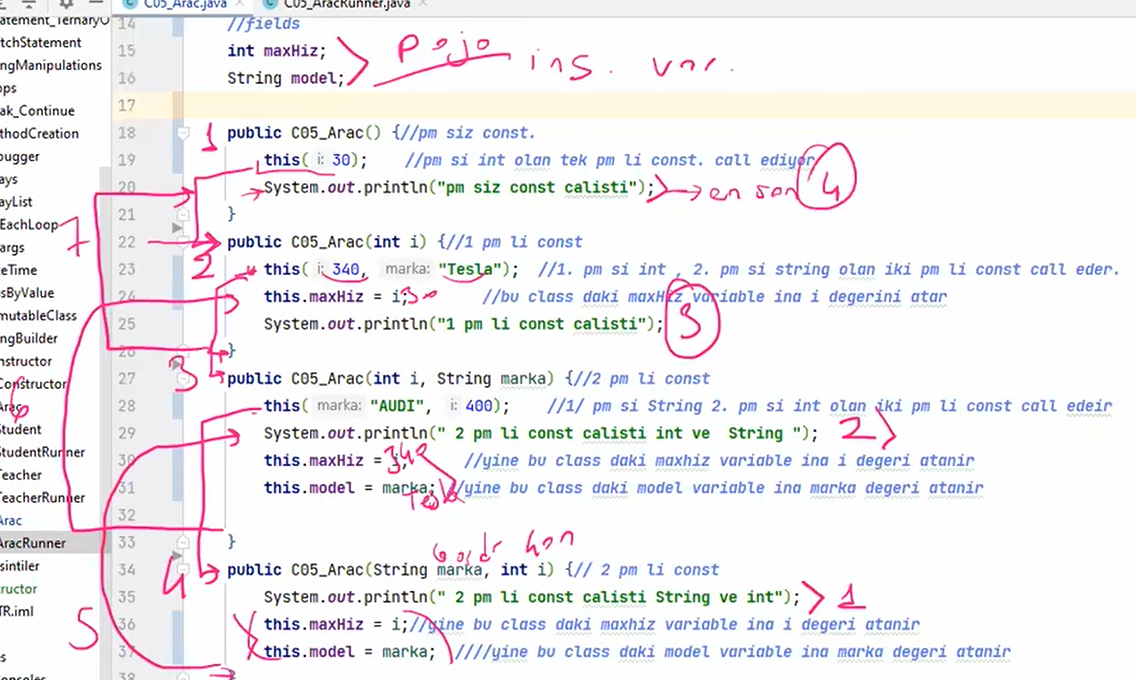 C05_Arac.java
C05_AracRunner.java
atement_TernaryO
tchStatement
ngManipulations
ops
eak_Continue
thodCreation
bugger
ays
ayList
EachLoop
args
teTime
sByValue
mutableClass
ngBuilder
nstructor
Constructor
Arac
Student
StudentRunner
Teacher
TeacherRunner
Arac
AracRunner
sintiler
ructor
TR.iml
es
onsoles
14 //fields
15 int maxHiz;
16 String model;
pojo ins. var.
17
18 public C05_Arac() {//pm siz const.
19 this( i: 30); //pm si int olan tek pm li const. call ediyor
20 System.out.println("pm siz const calisti"); en son 4
21 }
22 public C05_Arac(int i) {//1 pm li const
23 this( i: 340, marka: "Tesla"); //1. pm si int , 2. pm si string olan iki pm li const call eder.
24 this.maxHiz = i; 30 //bu class daki maxHiz variable ina i degerini atar
25 System.out.println("1 pm li const calisti"); 3
26 }
27 public C05_Arac(int i, String marka) {//2 pm li const
28 this( marka: "AUDI", i: 400); //1/ pm si String 2. pm si int olan iki pm li const call edeir
29 System.out.println(" 2 pm li const calisti int ve String "); 2
30 this.maxHiz = i; 340 //yine bu class daki maxhiz variable ina i degeri atanir
31 this.model = marka; Tesla //yine bu class daki model variable ina marka degeri atanir
32
33 }
400
34 public C05_Arac(String marka, int i) {// 2 pm li const
35 System.out.println(" 2 pm li const calisti String ve int"); 1
36 this.maxHiz = i;//yine bu class daki maxhiz variable ina i degeri atanir
37 this.model = marka; ////yine bu class daki model variable ina marka degeri atanir
38 }
1
2
3
4
5
6
7